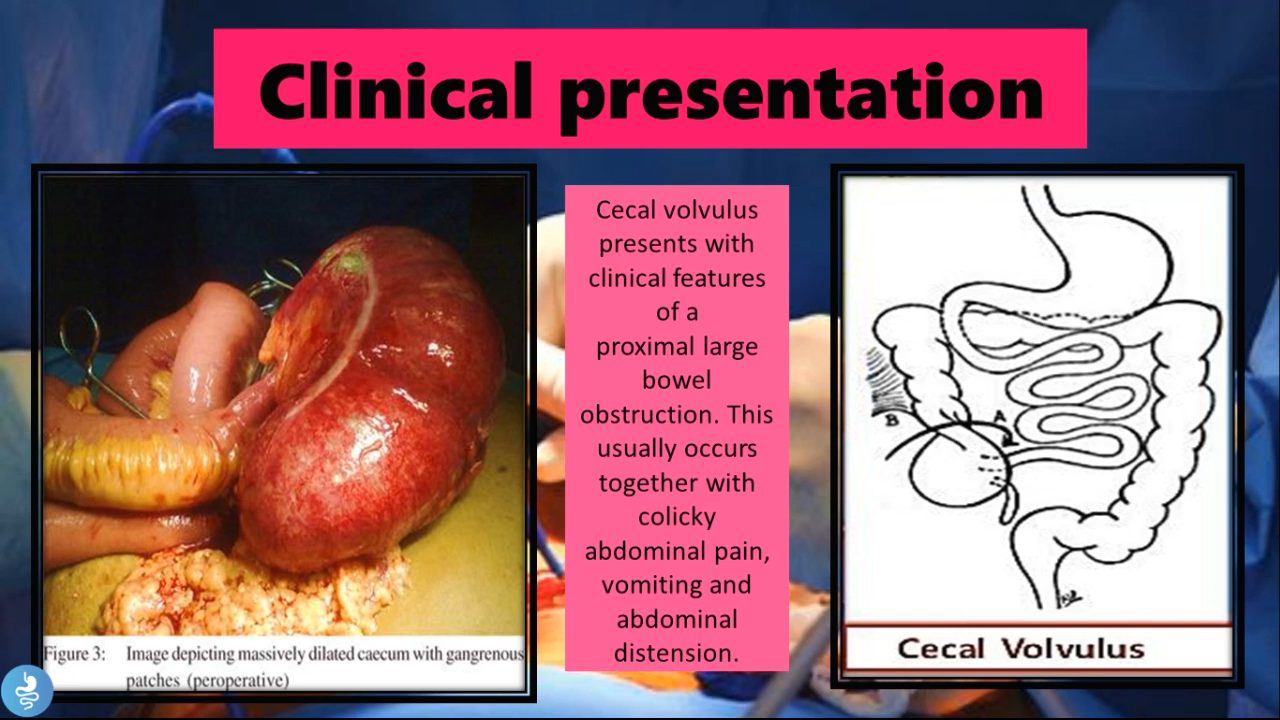 Clinical presentation
Cecal volvulus
presents with
clinical features
of a
proximal large
bowel
obstruction. This
usually occurs
together with
colicky
abdominal pain,
vomiting and
abdominal
distension.
Figure 3: Image depicting massively dilated caecum with gangrenous
patches (peroperative)
B
A
Cecal Volvulus